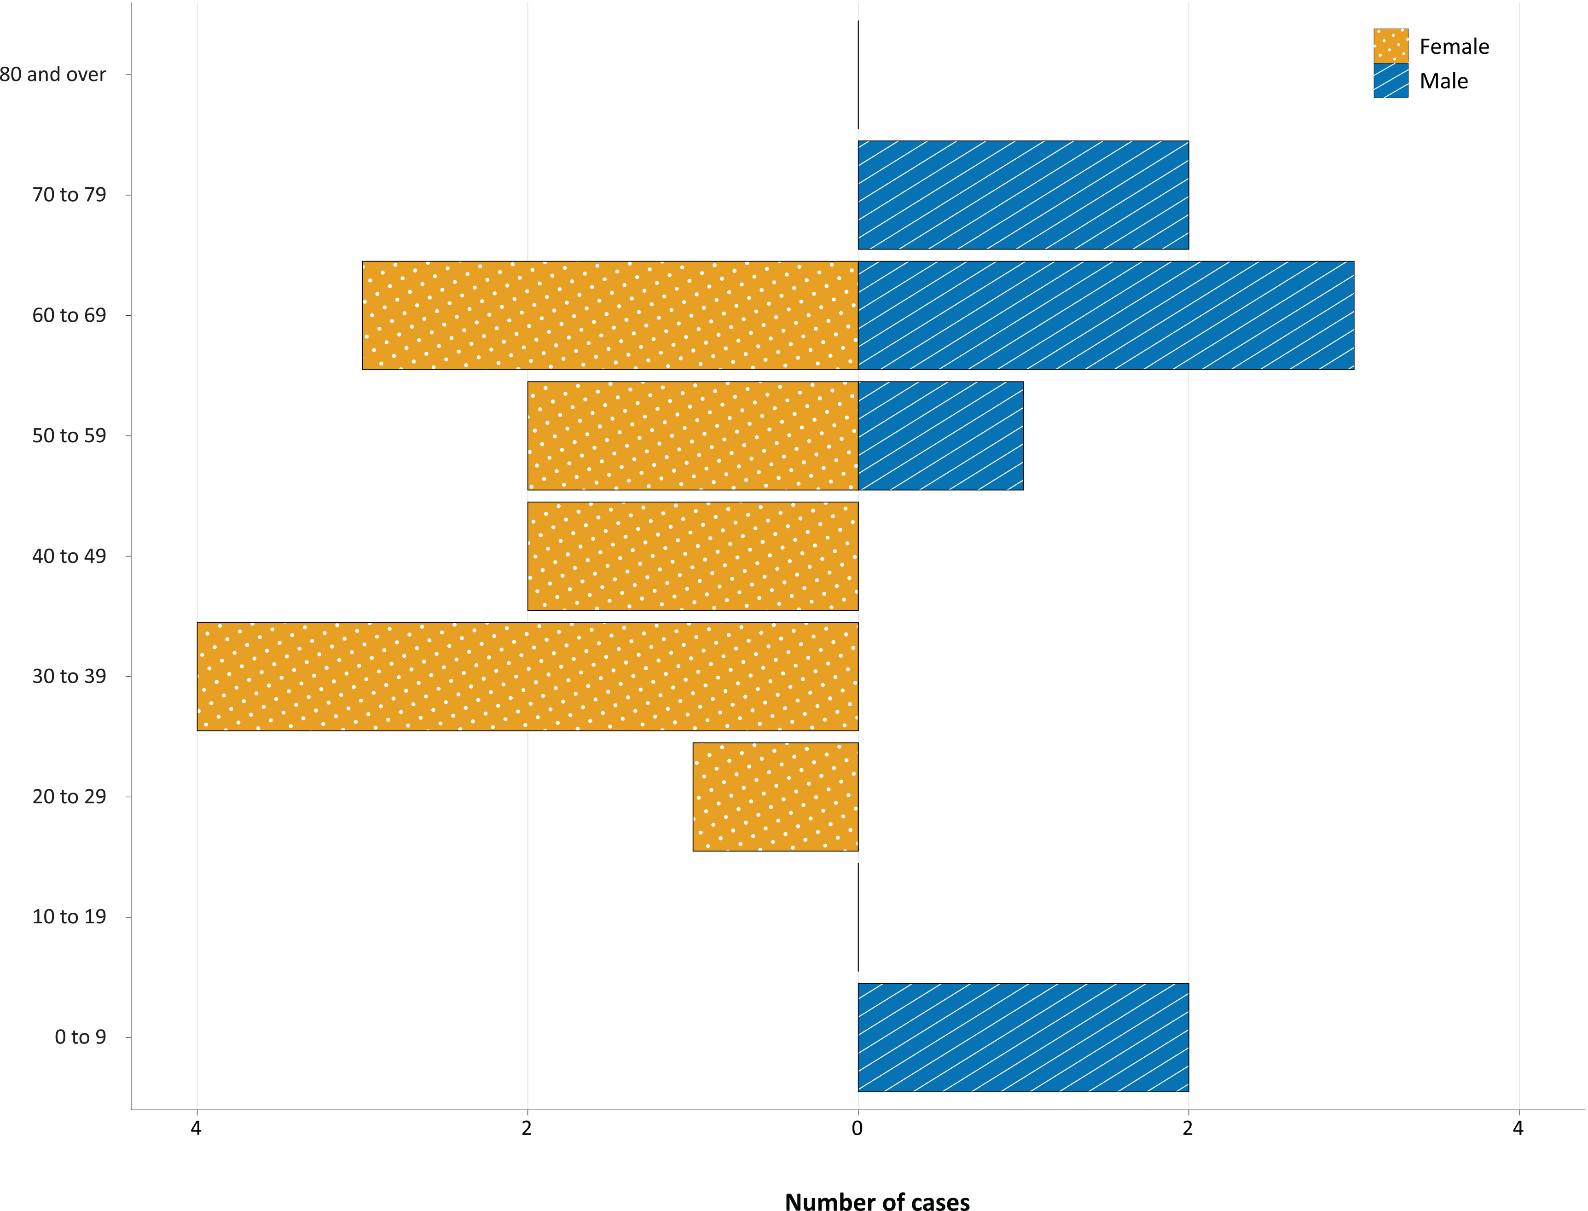 Female
Male
80 and over
70 to 79
60 to 69
50 to 59
40 to 49
30 to 39
20 to 29
10 to 19
0 to 9
4 2 0 2 4
Number of cases